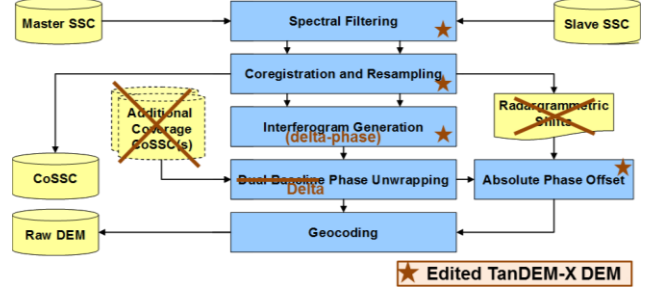 Master SSC
Spectral Filtering
Slave SSC
Coregistration and Resampling
Additional
Coverage
CoSSC(s)
Radargrammetric
Shifts
Interferogram Generation
(delta-phase)
CoSSC
Dual Baseline Phase Unwrapping
Delta
Absolute Phase Offset
Raw DEM
Geocoding
Edited TanDEM-X DEM